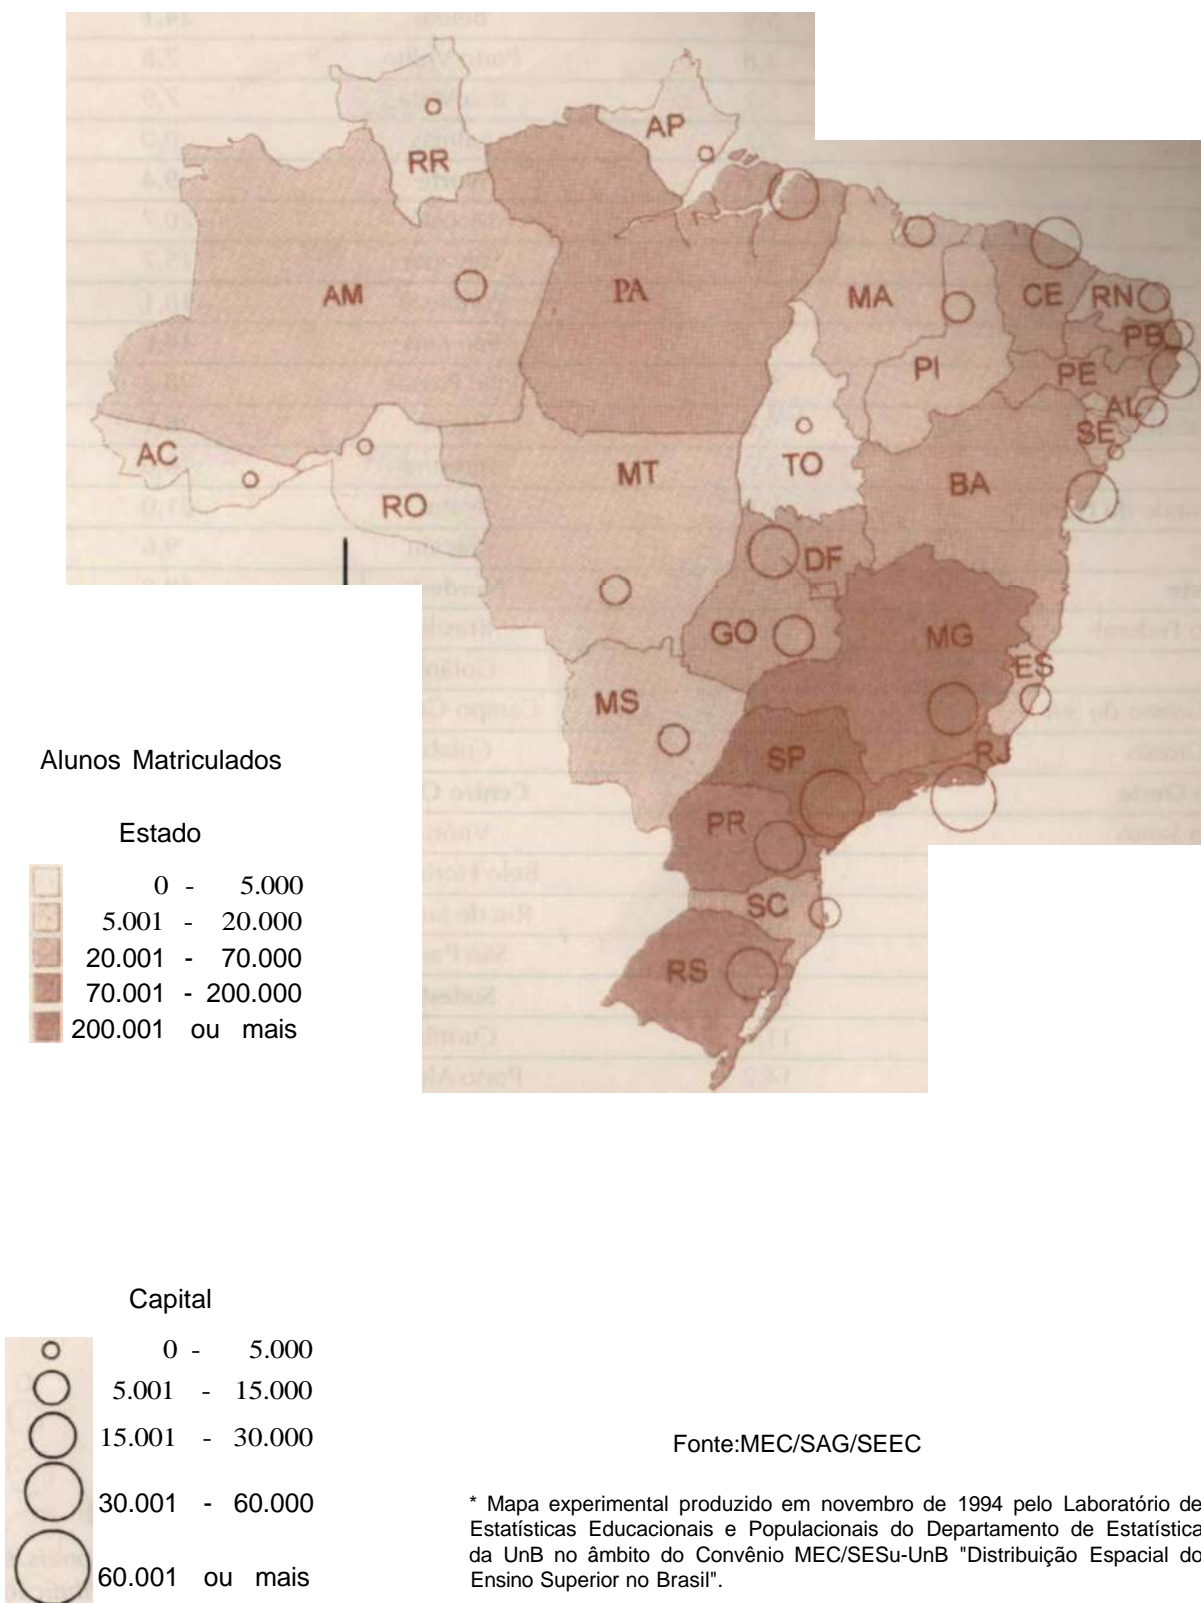 AP
RR
AM
PA
MA
CE
RN
PB
PI
PE
AL
SE
AC
TO
MT
BA
RO
DF
GO
MG
ES
MS
RJ
SP
PR
SC
RS
Alunos Matriculados
Estado
0 - 5.000
5.001 - 20.000
20.001 - 70.000
70.001 - 200.000
200.001 ou mais
Capital
0 - 5.000
5.001 - 15.000
15.001 - 30.000
30.001 - 60.000
60.001 ou mais
Fonte:MEC/SAG/SEEC
* Mapa experimental produzido em novembro de 1994 pelo Laboratório de
Estatísticas Educacionais e Populacionais do Departamento de Estatística
da UnB no âmbito do Convênio MEC/SESu-UnB "Distribuição Espacial do
Ensino Superior no Brasil".